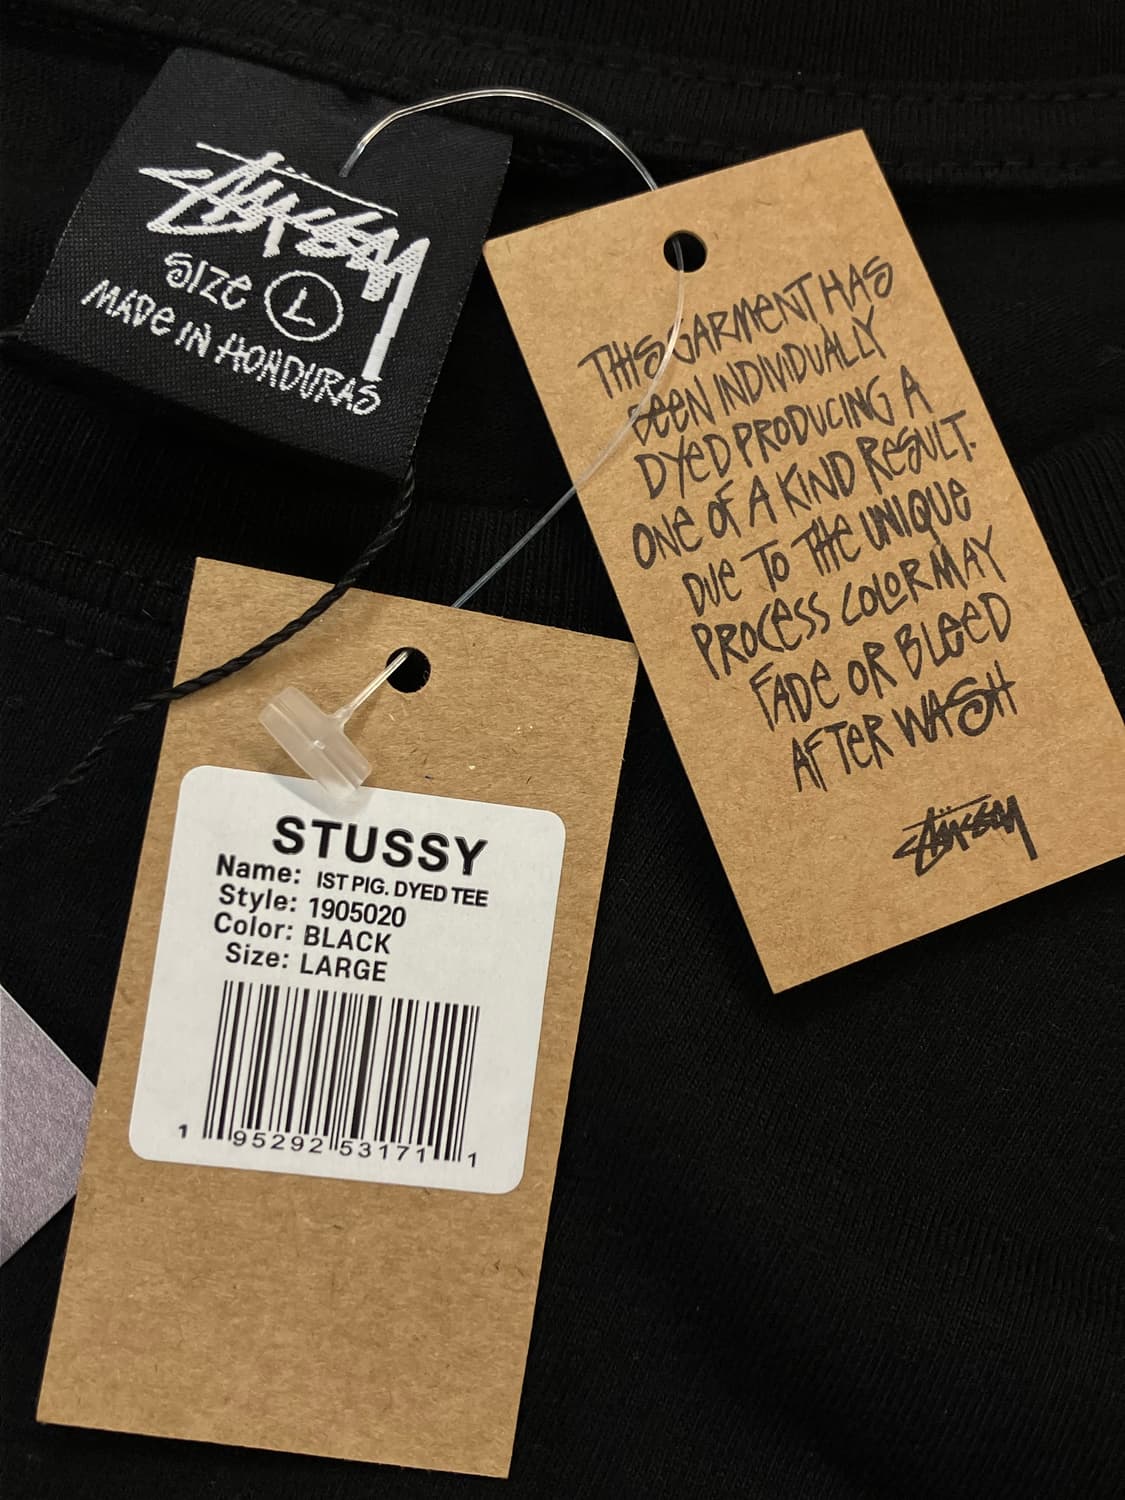 STÜSSY
SIZE L
MADE IN HONDURAS
THIS GARMENT HAS
BEEN INDIVIDUALLY
DYED PRODUCING A
ONE OF A KIND RESULT.
DUE TO THE UNIQUE
PROCESS COLOR MAY
FADE OR BLEED
AFTER WASH
STÜSSY
STUSSY
Name: IST PIG. DYED TEE
Style: 1905020
Color: BLACK
Size: LARGE
1 95292 53171 1